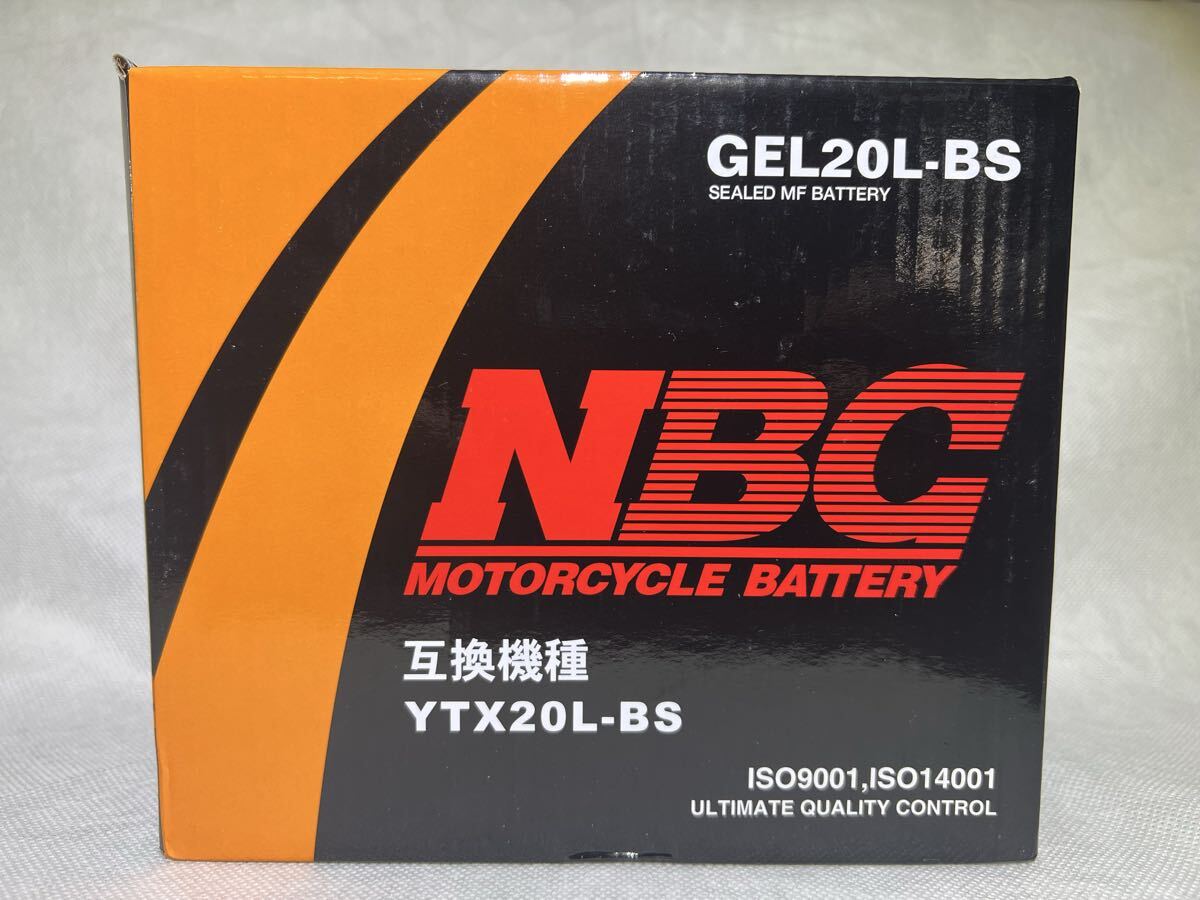 GEL20L-BS
SEALED MF BATTERY
NBC
MOTORCYCLE BATTERY
互換機種
YTX20L-BS
ISO9001,ISO14001
ULTIMATE QUALITY CONTROL